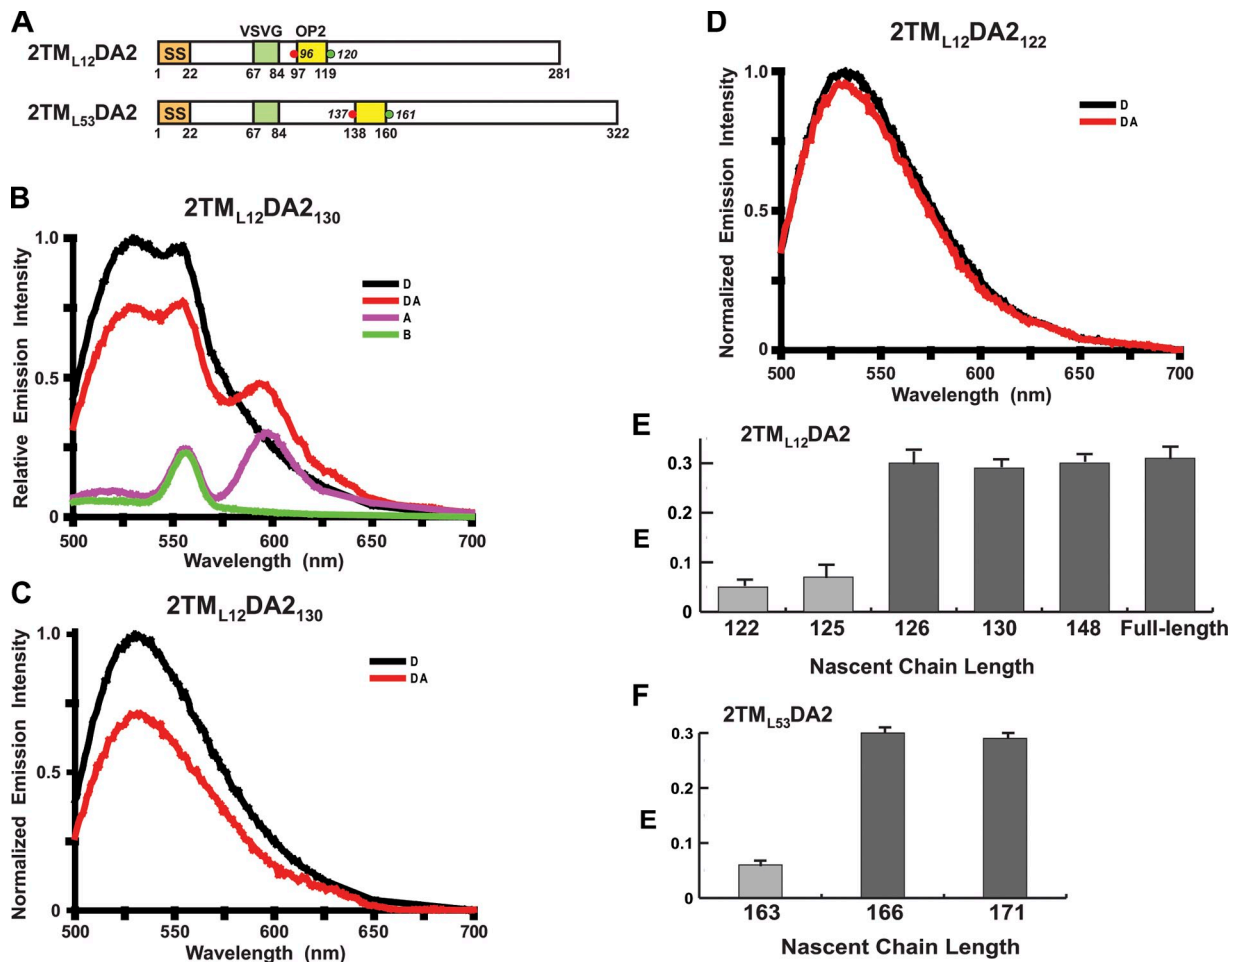 A
VSVG OP2
2TML12DA2 SS 96 120
1 22 67 84 97 119 281
2TML53DA2 SS 137 161
1 22 67 84 138 160 322
B
2TML12DA2130
1.0
0.5
0
Relative Emission Intensity
D
DA
A
B
500 550 600 650 700
Wavelength (nm)
C
2TML12DA2130
1.0
0.5
0
Normalized Emission Intensity
D
DA
500 550 600 650 700
Wavelength (nm)
D
2TML12DA2122
1.0
0.5
0
Normalized Emission Intensity
D
DA
500 550 600 650 700
Wavelength (nm)
E
2TML12DA2
0.3
0.2
0.1
0
E
122 125 126 130 148 Full-length
Nascent Chain Length
F
2TML53DA2
0.3
0.2
0.1
0
E
163 166 171
Nascent Chain Length